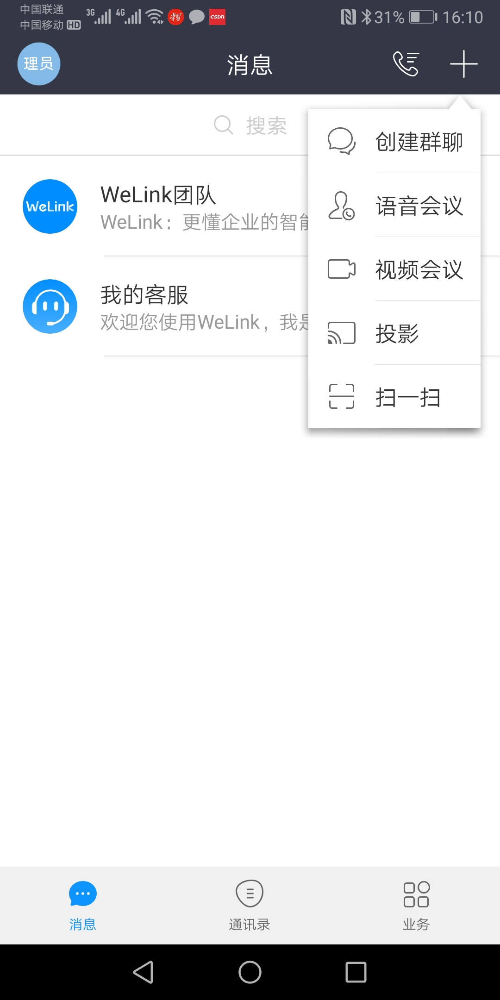 中国联通
中国移动 HD
3G 4G
CSDN
31% 16:10
理员
消息
搜索
创建群聊
语音会议
视频会议
投影
扫一扫
WeLink
WeLink团队
WeLink：更懂企业的智能
我的客服
欢迎您使用WeLink，我是
消息
通讯录
业务